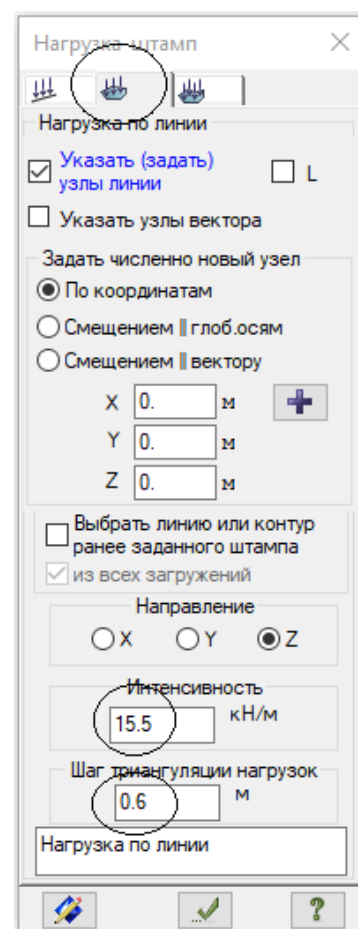 Нагрузка-штамп
Нагрузка по линии
Указать (задать)
узлы линии
L
Указать узлы вектора
Задать численно новый узел
По координатам
Смещением || глоб.осям
Смещением || вектору
X 0. м
Y 0. м
Z 0. м
Выбрать линию или контур
ранее заданного штампа
из всех загружений
Направление
X Y Z
Интенсивность
15.5 кН/м
Шаг триангуляции нагрузок
0.6 м
Нагрузка по линии
?